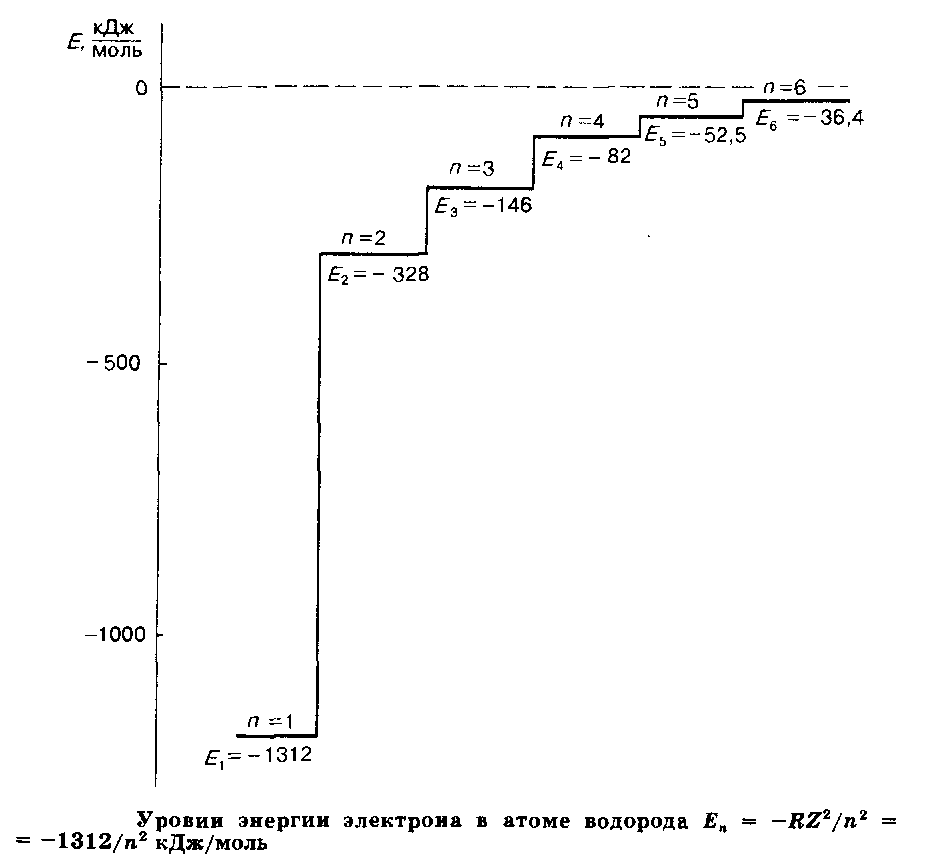 E, кДж/моль
0
n=6
n=5
E₆ =−36,4
n=4
E₅=−52,5
E₄=− 82
n=3
E₃=−146
n=2
E₂=− 328
−500
−1000
n=1
E₁=−1312
Уровии энергии электрона в атоме водорода Eₙ = −RZ²/n² =
= −1312/n² кДж/моль